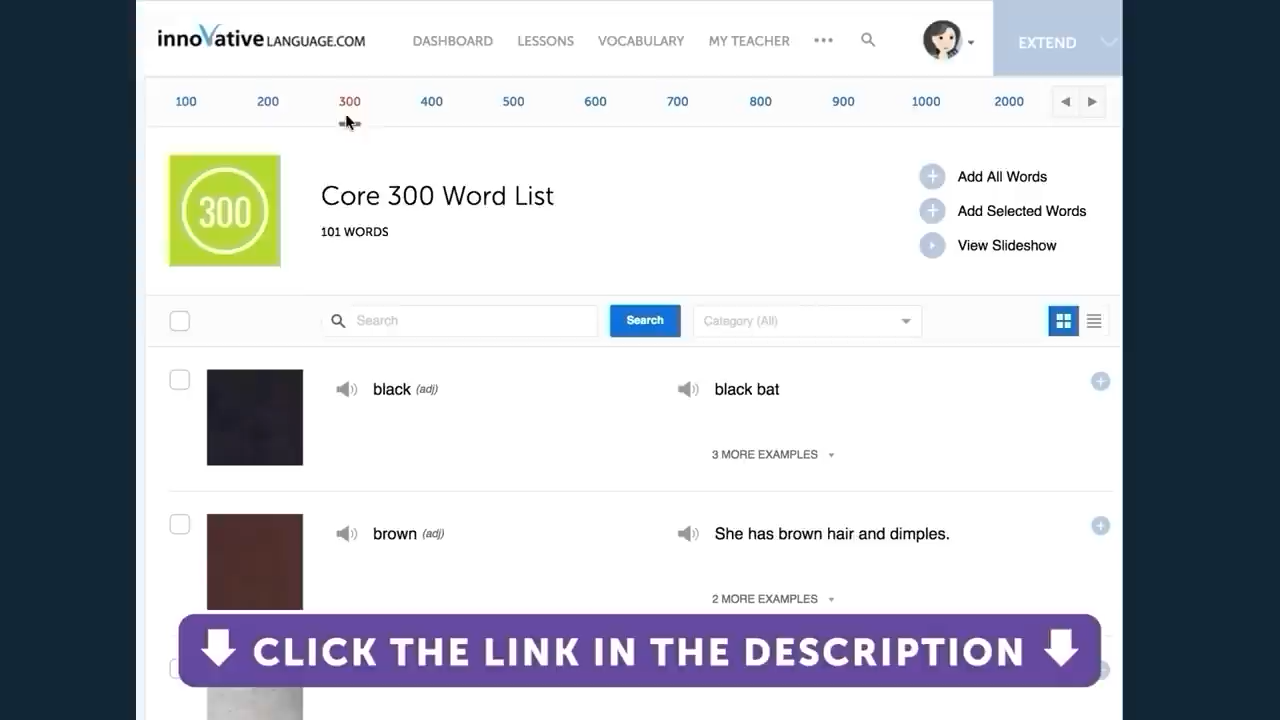 innoVative LANGUAGE.COM DASHBOARD LESSONS VOCABULARY MY TEACHER ••• EXTEND
100 200 300 400 500 600 700 800 900 1000 2000
300
Core 300 Word List
101 WORDS
Add All Words
Add Selected Words
View Slideshow
Search Search Category (All)
black (adj) black bat
3 MORE EXAMPLES
brown (adj) She has brown hair and dimples.
2 MORE EXAMPLES
CLICK THE LINK IN THE DESCRIPTION